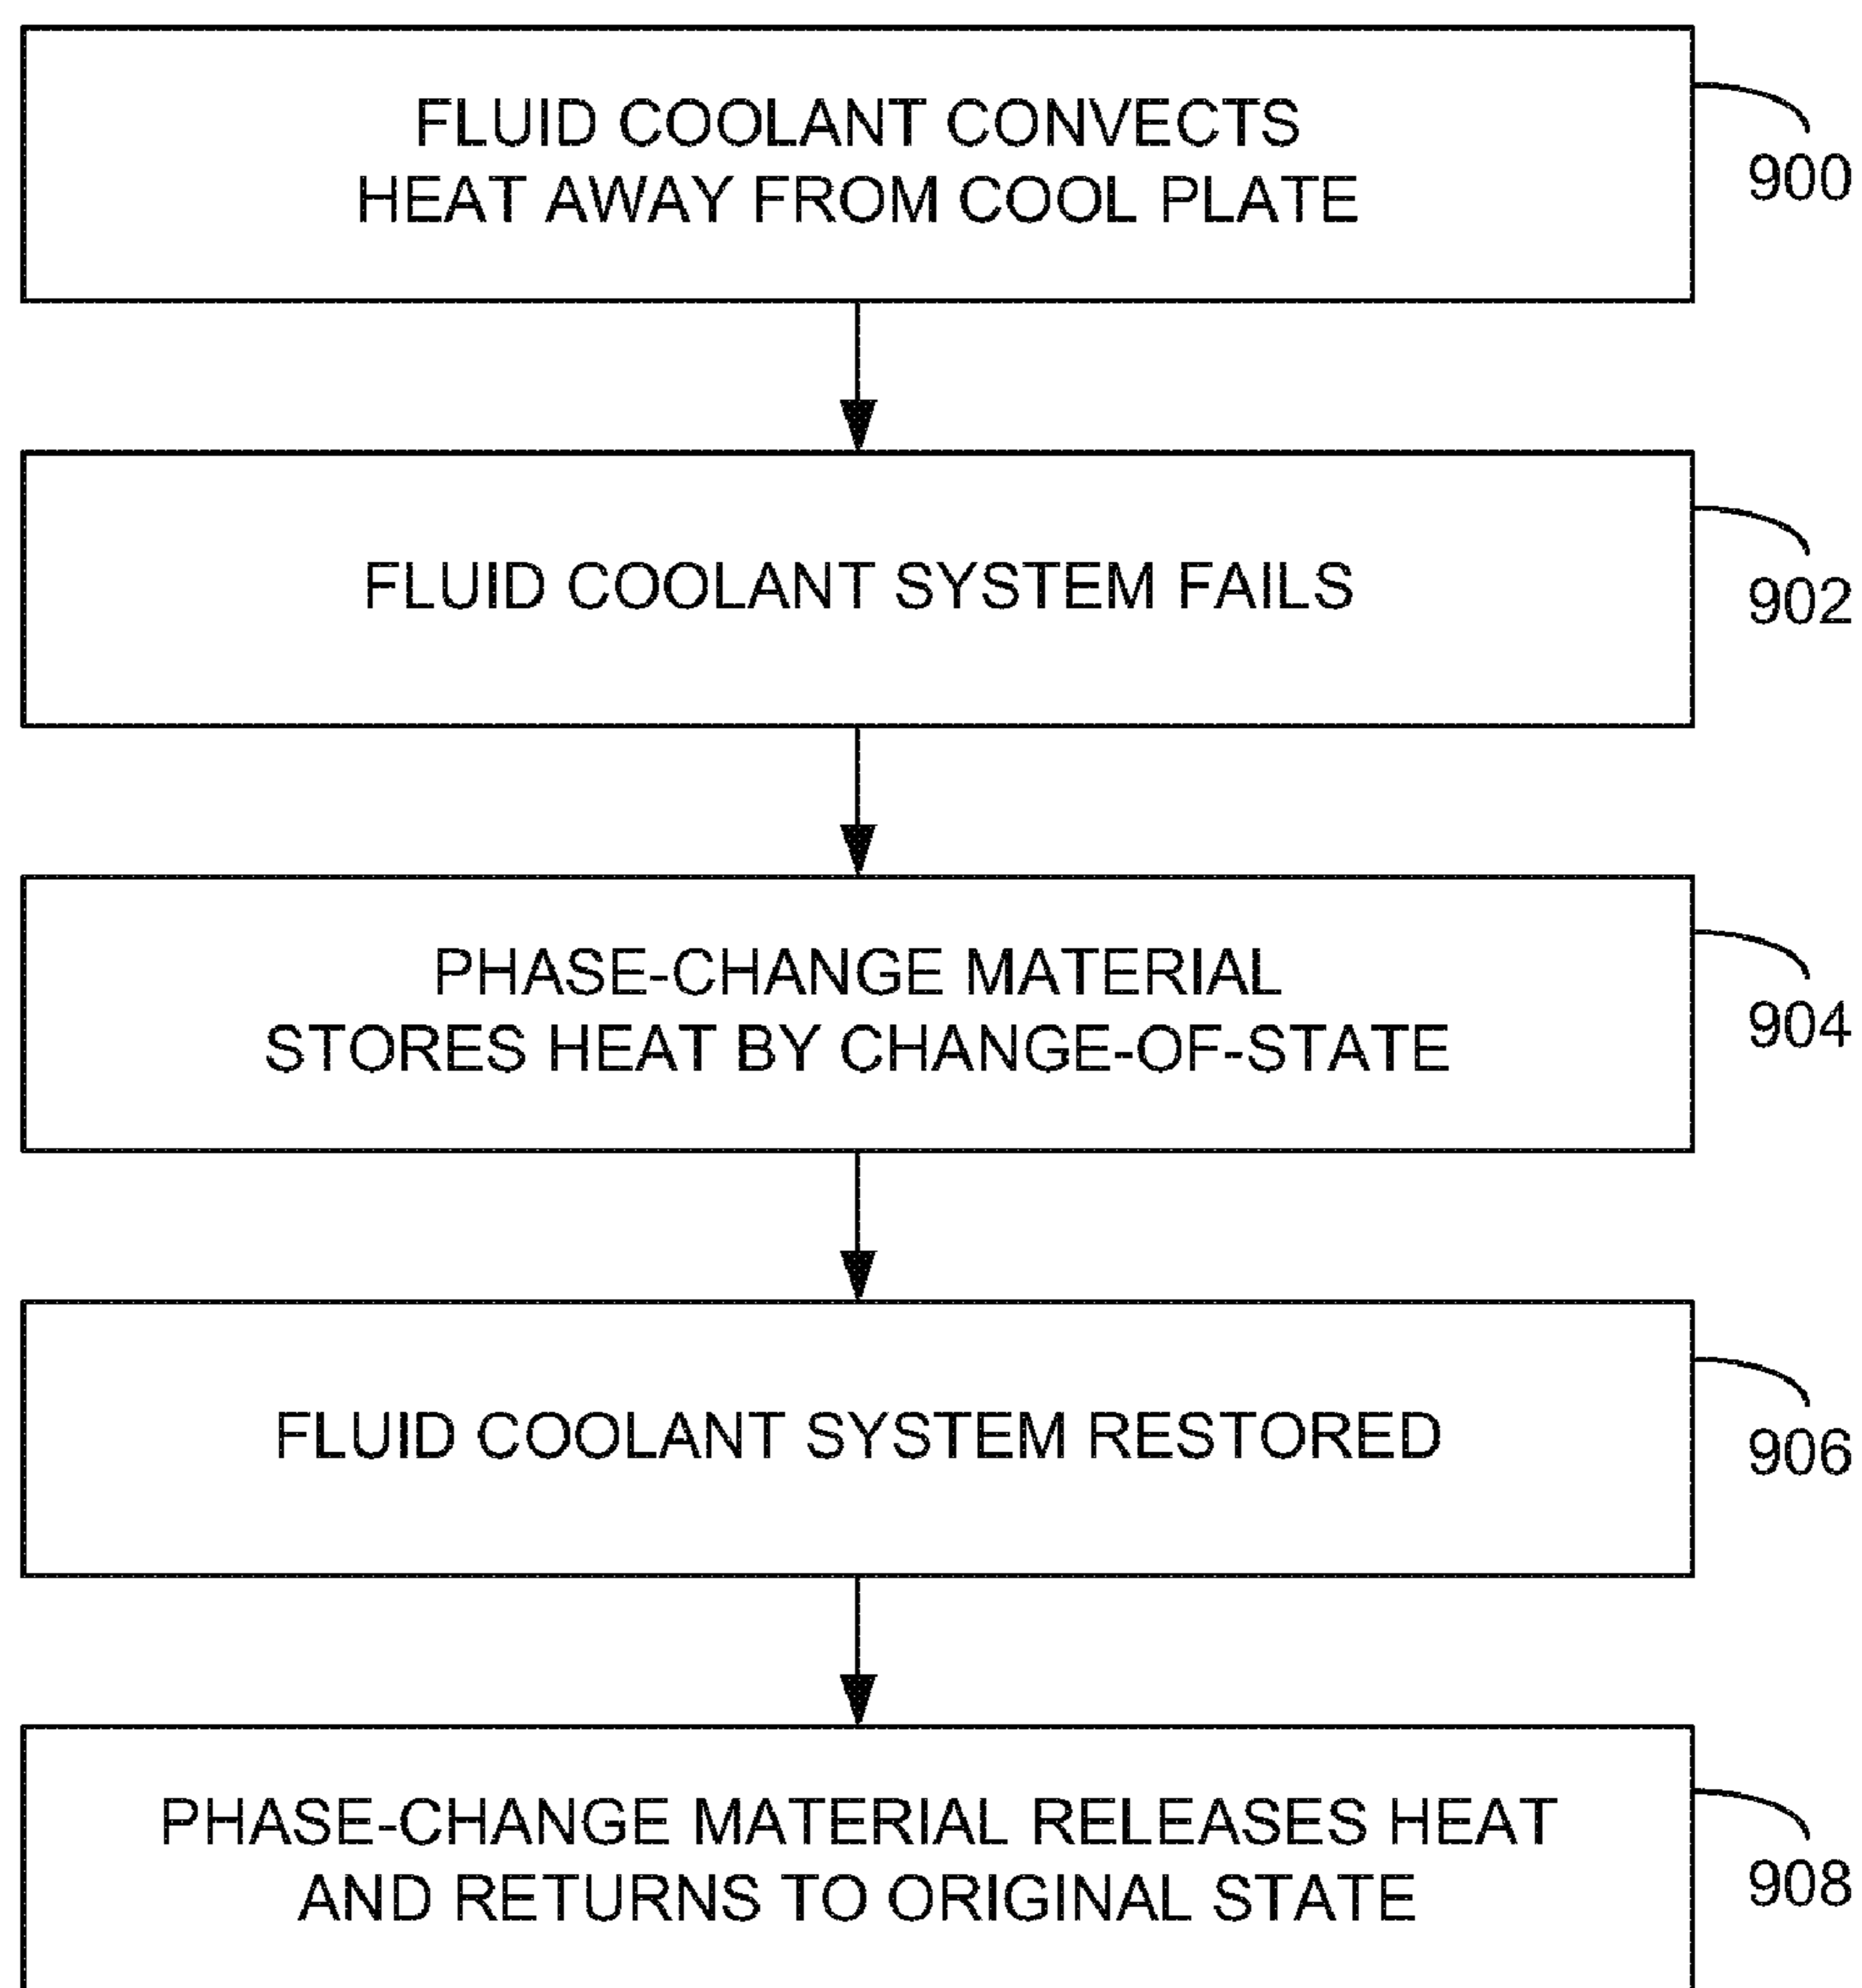 FLUID COOLANT CONVECTS
HEAT AWAY FROM COOL PLATE
900
FLUID COOLANT SYSTEM FAILS
902
PHASE-CHANGE MATERIAL
STORES HEAT BY CHANGE-OF-STATE
904
FLUID COOLANT SYSTEM RESTORED
906
PHASE-CHANGE MATERIAL RELEASES HEAT
AND RETURNS TO ORIGINAL STATE
908